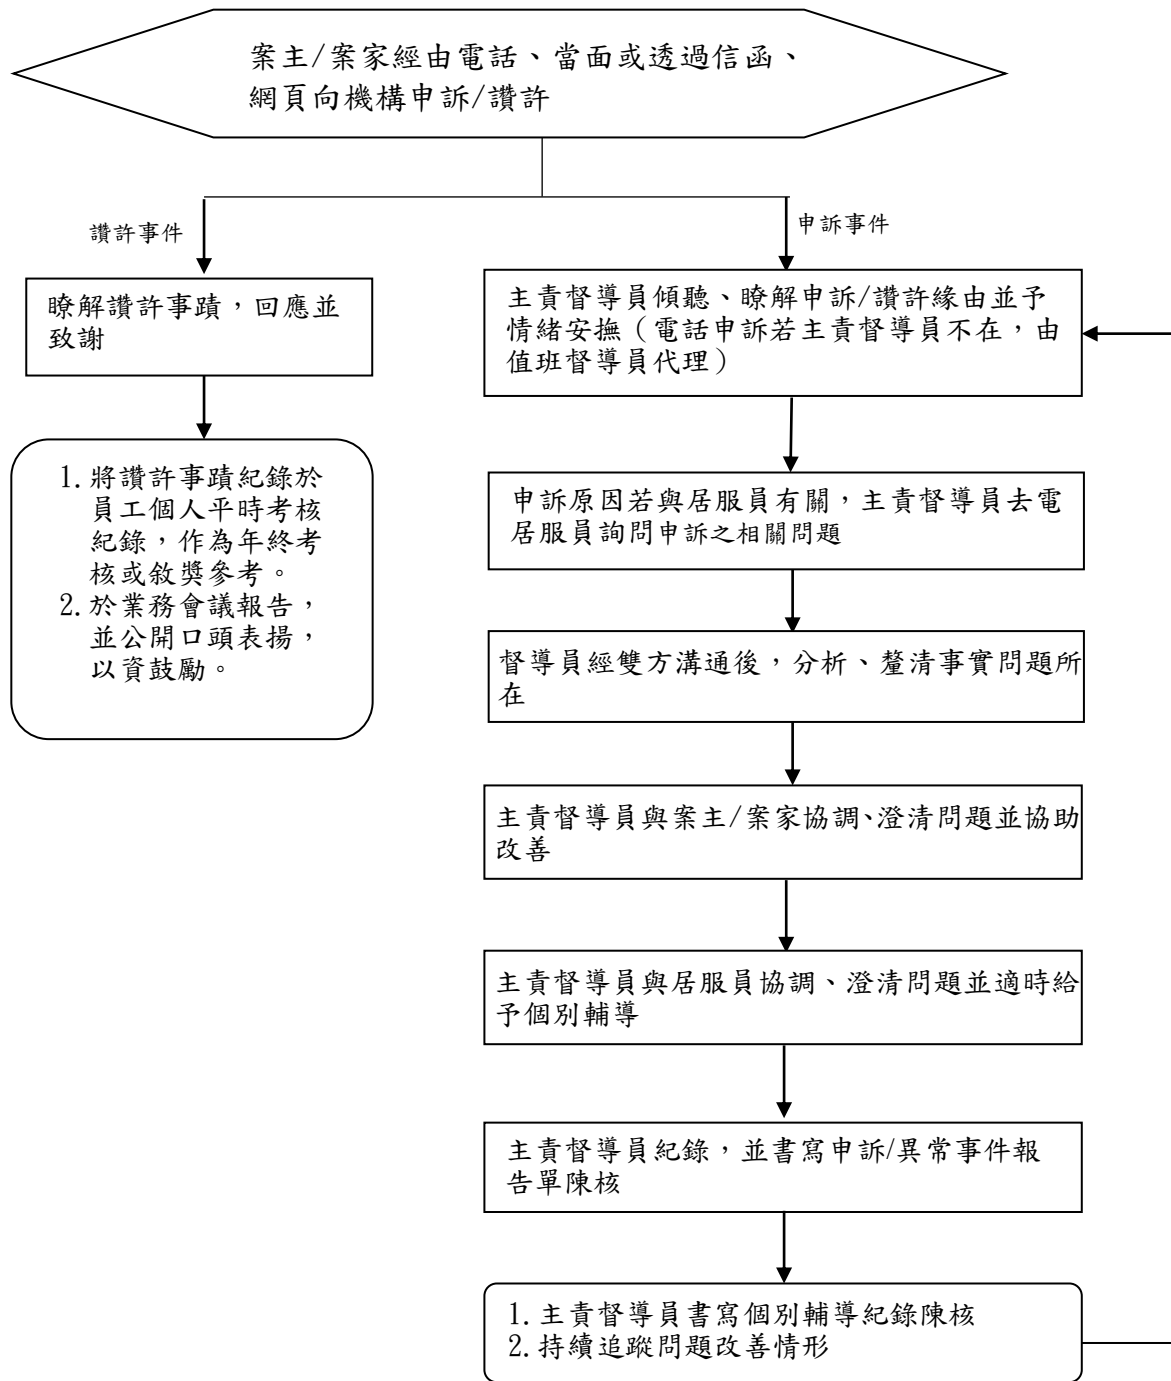 案主/案家經由電話、當面或透過信函、
網頁向機構申訴/讚許
讚許事件
申訴事件
瞭解讚許事蹟，回應並
致謝
1. 將讚許事蹟紀錄於
員工個人平時考核
紀錄，作為年終考
核或敘獎參考。
2. 於業務會議報告，
並公開口頭表揚，
以資鼓勵。
主責督導員傾聽、瞭解申訴/讚許緣由並予
情緒安撫（電話申訴若主責督導員不在，由
值班督導員代理）
申訴原因若與居服員有關，主責督導員去電
居服員詢問申訴之相關問題
督導員經雙方溝通後，分析、釐清事實問題所
在
主責督導員與案主/案家協調、澄清問題並協助
改善
主責督導員與居服員協調、澄清問題並適時給
予個別輔導
主責督導員紀錄，並書寫申訴/異常事件報
告單陳核
1. 主責督導員書寫個別輔導紀錄陳核
2. 持續追蹤問題改善情形